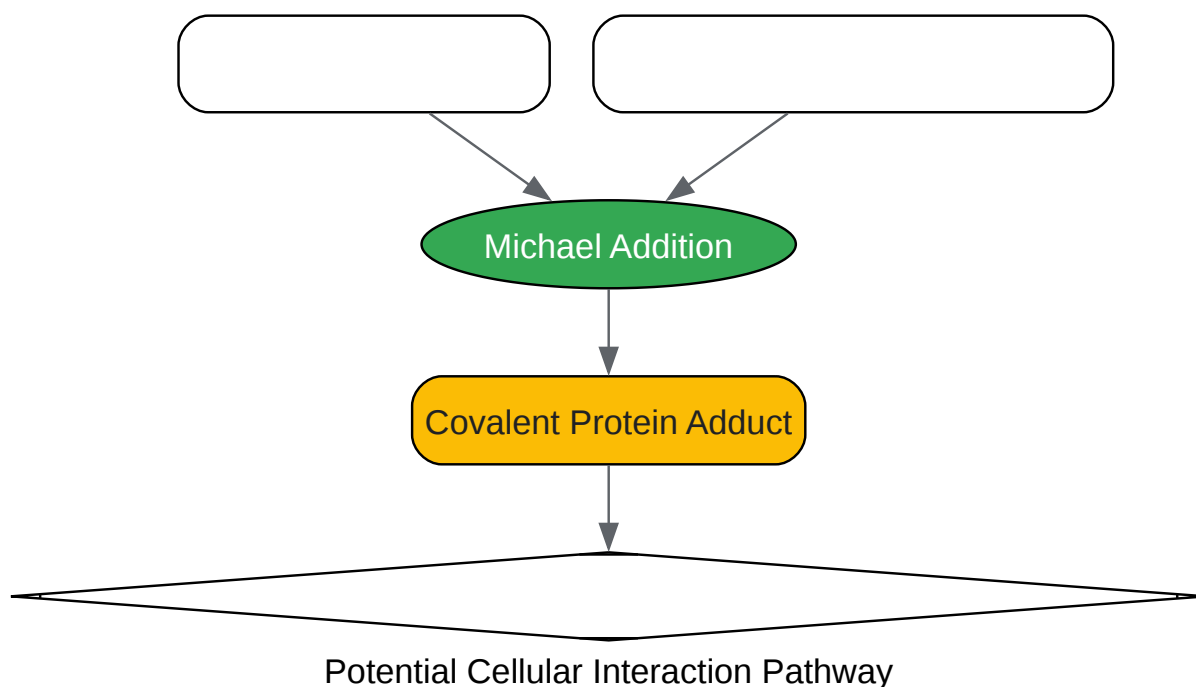 Michael Addition
Covalent Protein Adduct
Potential Cellular Interaction Pathway